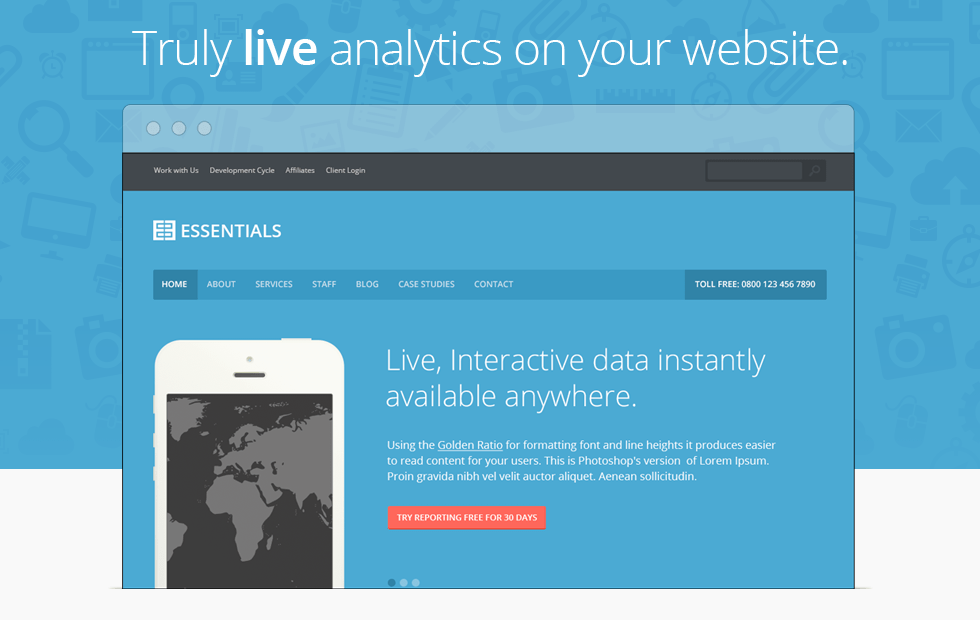 Truly live analytics on your website.
Work with Us Development Cycle Affiliates Client Login
ESSENTIALS
HOME ABOUT SERVICES STAFF BLOG CASE STUDIES CONTACT TOLL FREE: 0800 123 456 7890
Live, Interactive data instantly
available anywhere.
Using the Golden Ratio for formatting font and line heights it produces easier
to read content for your users. This is Photoshop's version of Lorem Ipsum.
Proin gravida nibh vel velit auctor aliquet. Aenean sollicitudin.
TRY REPORTING FREE FOR 30 DAYS